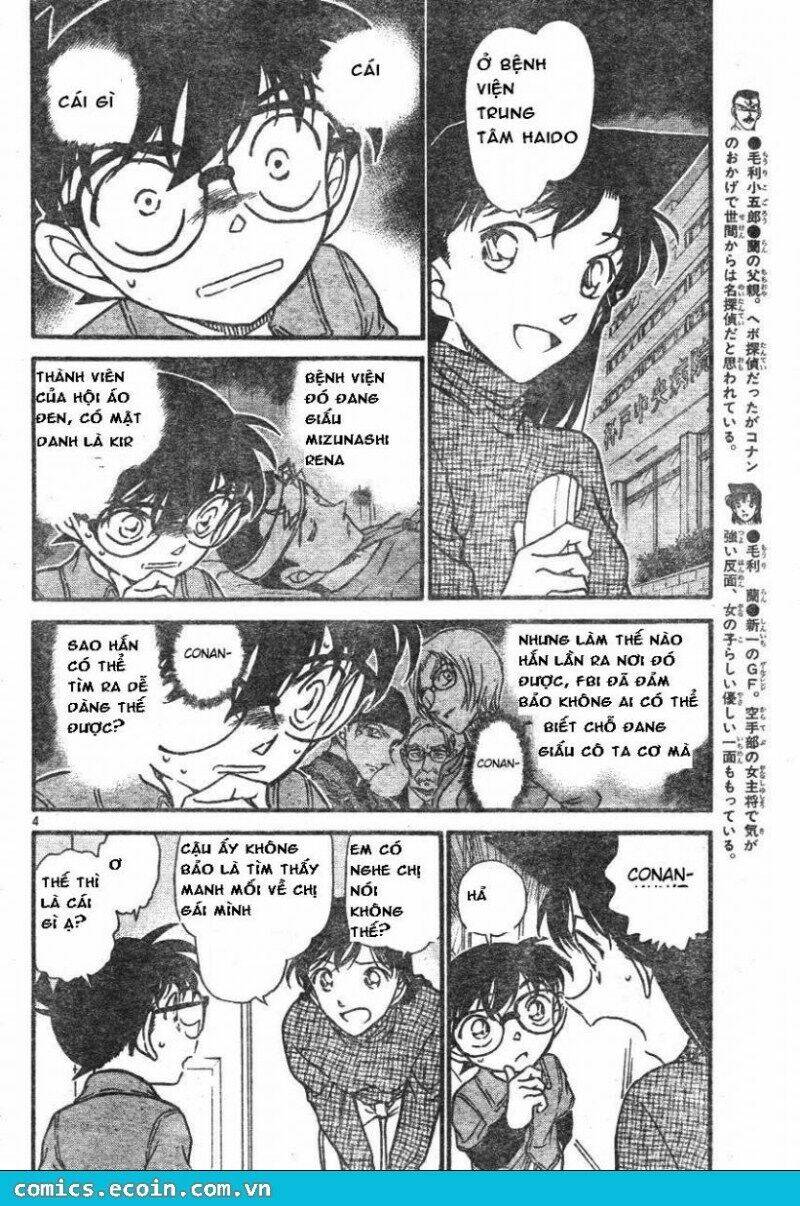 Ở BỆNH
VIỆN
TRUNG
TÂM HAIDO
CÁI
CÁI GÌ
BỆNH VIỆN
ĐÓ ĐANG
GIẤU
MIZUNASHI
RENA
THÀNH VIÊN
CỦA HỘI ÁO
ĐEN, CÓ MẬT
DANH LÀ KIR
NHƯNG LÀM THẾ NÀO
HẮN LẦN RA NƠI ĐÓ
ĐƯỢC, FBI ĐÃ ĐẢM
BẢO KHÔNG AI CÓ THỂ
BIẾT CHỖ ĐANG
GIẤU CÔ TA CƠ MÀ
CONAN-
CONAN-
SAO HẮN
CÓ THỂ
TÌM RA DỄ
DÀNG THẾ
ĐƯỢC?
4
CONAN-
HẢ
EM CÓ
NGHE CHỊ
NÓI
KHÔNG
THẾ?
CẬU ẤY KHÔNG
BẢO LÀ TÌM THẤY
MANH MỐI VỀ CHỊ
GÁI MÌNH
Ơ
THẾ THÌ
LÀ CÁI
GÌ Ạ?
●毛利小五郎●蘭の父親。ヘボ探偵だったがコナン
のおかげで世間からは名探偵だと思われている。
●毛利 蘭●新一のGF。空手部の女主将で気が
強い反面、女の子らしい優しい一面ももっている。
comics.ecoin.com.vn